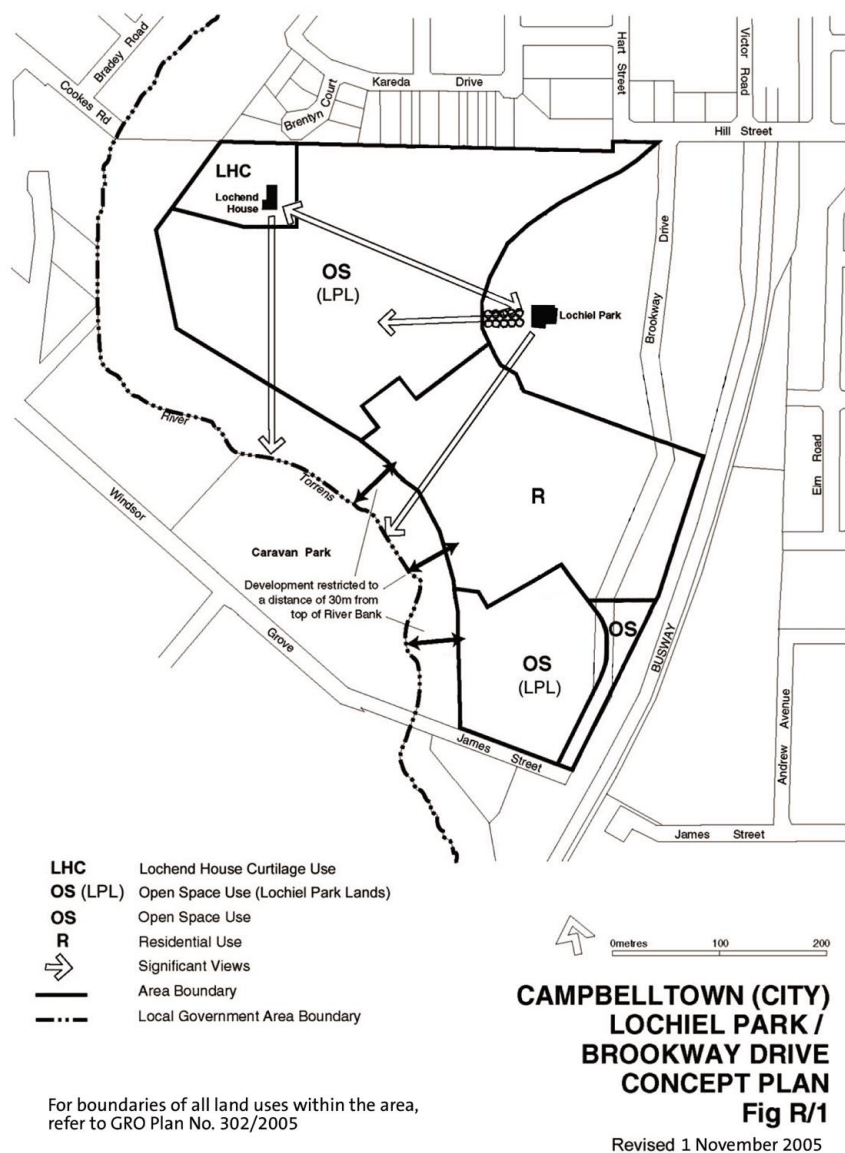 Bradey Road
Cookes Rd
Brentyn Court
Kareda Drive
Hart Street
Victor Road
Hill Street
LHC
Lochend
House
OS
(LPL)
Lochiel Park
Brookway Drive
River
Torrens
Windsor
Grove
R
Elm Road
Caravan Park
Development restricted to
a distance of 30m from
top of River Bank
OS
OS
(LPL)
BUSWAY
James Street
Andrew Avenue
James Street
LHC Lochend House Curtilage Use
OS (LPL) Open Space Use (Lochiel Park Lands)
OS Open Space Use
R Residential Use
Significant Views
Area Boundary
Local Government Area Boundary
0metres 100 200
CAMPBELLTOWN (CITY)
LOCHIEL PARK /
BROOKWAY DRIVE
CONCEPT PLAN
Fig R/1
Revised 1 November 2005
For boundaries of all land uses within the area,
refer to GRO Plan No. 302/2005